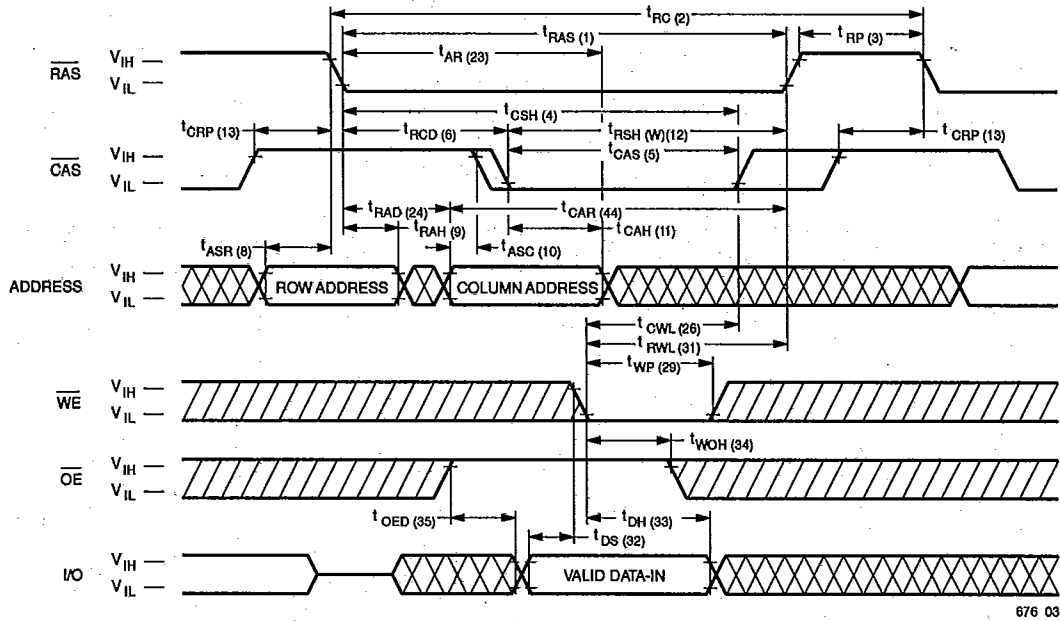 tRC (2)
tRAS (1)
tRP (3)
tAR (23)
RAS
VIH
VIL
tCSH (4)
tCRP (13)
tRCD (6)
tRSH (W)(12)
tCRP (13)
tCAS (5)
CAS
VIH
VIL
tRAD (24)
tCAR (44)
tRAH (9)
tCAH (11)
tASR (8)
tASC (10)
ADDRESS
VIH
VIL
ROW ADDRESS
COLUMN ADDRESS
tCWL (26)
tRWL (31)
tWP (29)
WE
VIH
VIL
tWOH (34)
OE
VIH
VIL
tOED (35)
tDH (33)
tDS (32)
I/O
VIH
VIL
VALID DATA-IN
676 03